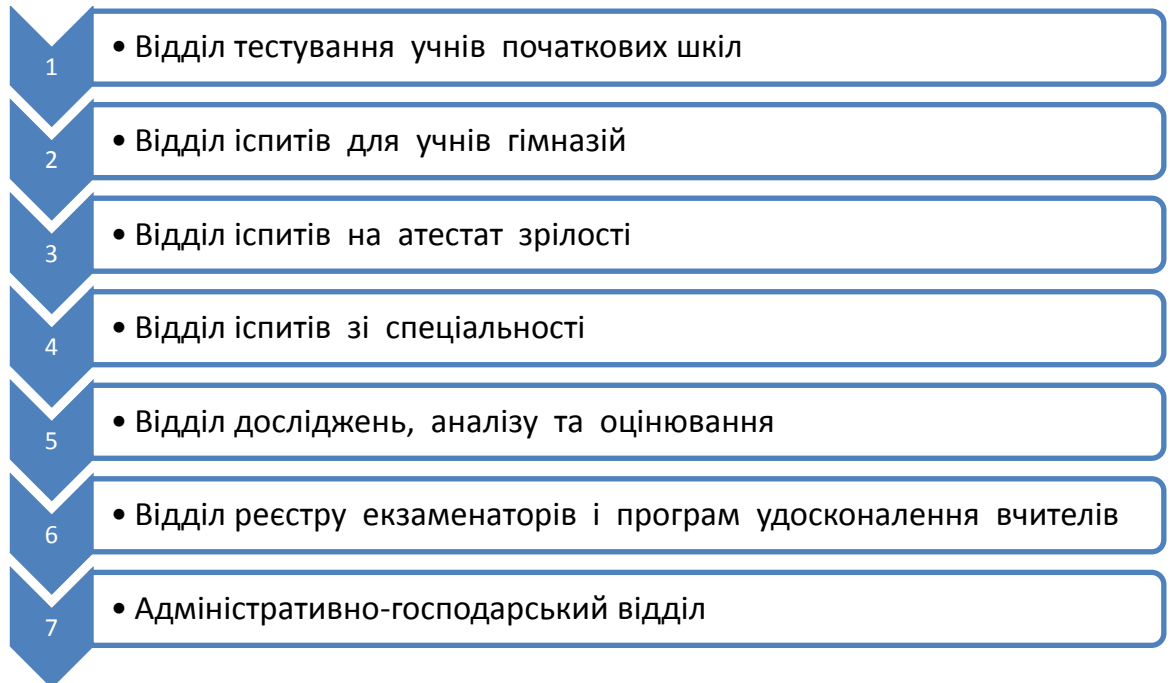 1 • Відділ тестування учнів початкових шкіл
2 • Відділ іспитів для учнів гімназій
3 • Відділ іспитів на атестат зрілості
4 • Відділ іспитів зі спеціальності
5 • Відділ досліджень, аналізу та оцінювання
6 • Відділ реєстру екзаменаторів і програм удосконалення вчителів
7 • Адміністративно-господарський відділ